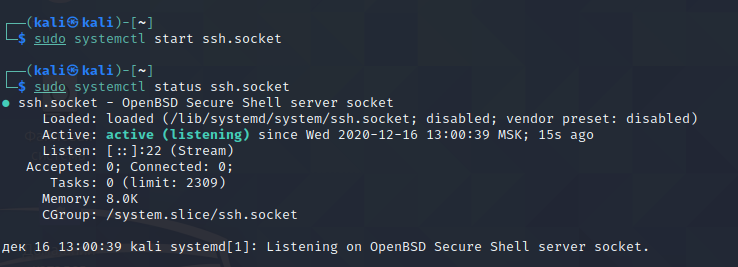 ┌──(kali㉿kali)-[~]
└─$ sudo systemctl start ssh.socket
┌──(kali㉿kali)-[~]
└─$ sudo systemctl status ssh.socket
● ssh.socket - OpenBSD Secure Shell server socket
Loaded: loaded (/lib/systemd/system/ssh.socket; disabled; vendor preset: disabled)
Active: active (listening) since Wed 2020-12-16 13:00:39 MSK; 15s ago
Listen: [::]:22 (Stream)
Accepted: 0; Connected: 0;
Tasks: 0 (limit: 2309)
Memory: 8.0K
CGroup: /system.slice/ssh.socket
дек 16 13:00:39 kali systemd[1]: Listening on OpenBSD Secure Shell server socket.